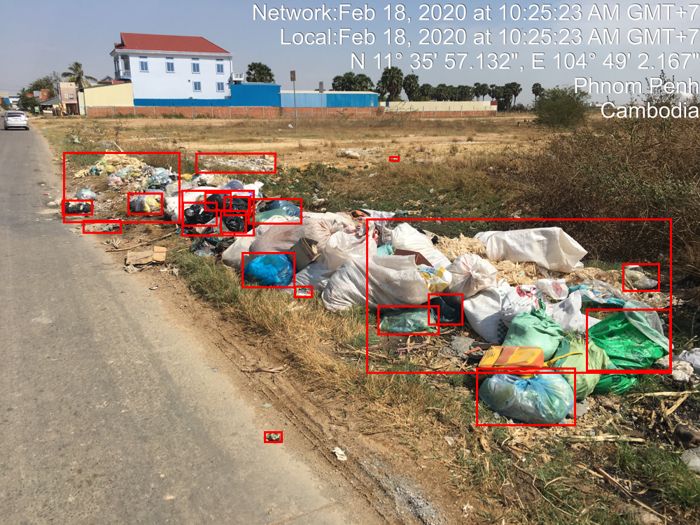 Network:Feb 18, 2020 at 10:25:23 AM GMT+7
Local:Feb 18, 2020 at 10:25:23 AM GMT+7
N 11° 35' 57.132", E 104° 49' 2.167"
Phnom Penh
Cambodia